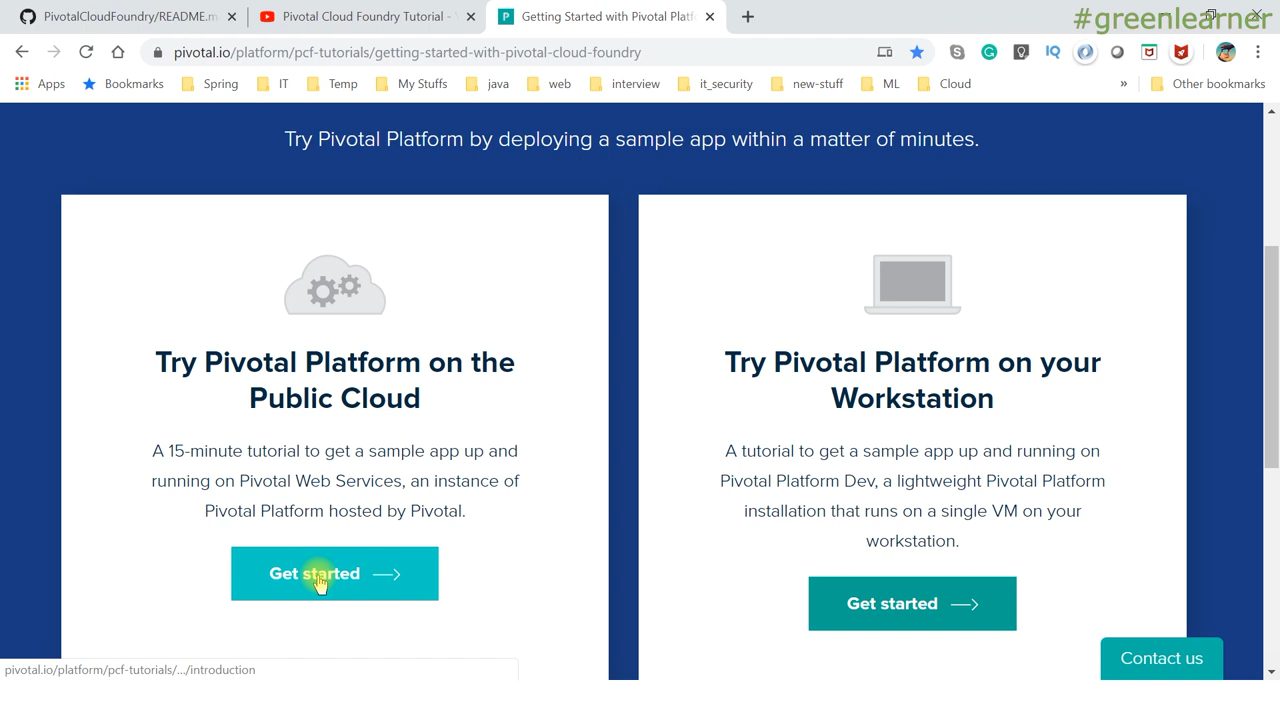 PivotalCloudFoundry/README.m
Pivotal Cloud Foundry Tutorial -
Getting Started with Pivotal Platf
#greenlearner
pivotal.io/platform/pcf-tutorials/getting-started-with-pivotal-cloud-foundry
IQ
Apps
Bookmarks
Spring
IT
Temp
My Stuffs
java
web
interview
it_security
new-stuff
ML
Cloud
»
Other bookmarks
Try Pivotal Platform by deploying a sample app within a matter of minutes.
Try Pivotal Platform on the
Public Cloud
A 15-minute tutorial to get a sample app up and
running on Pivotal Web Services, an instance of
Pivotal Platform hosted by Pivotal.
Get started
Try Pivotal Platform on your
Workstation
A tutorial to get a sample app up and running on
Pivotal Platform Dev, a lightweight Pivotal Platform
installation that runs on a single VM on your
workstation.
Get started
Contact us
pivotal.io/platform/pcf-tutorials/.../introduction